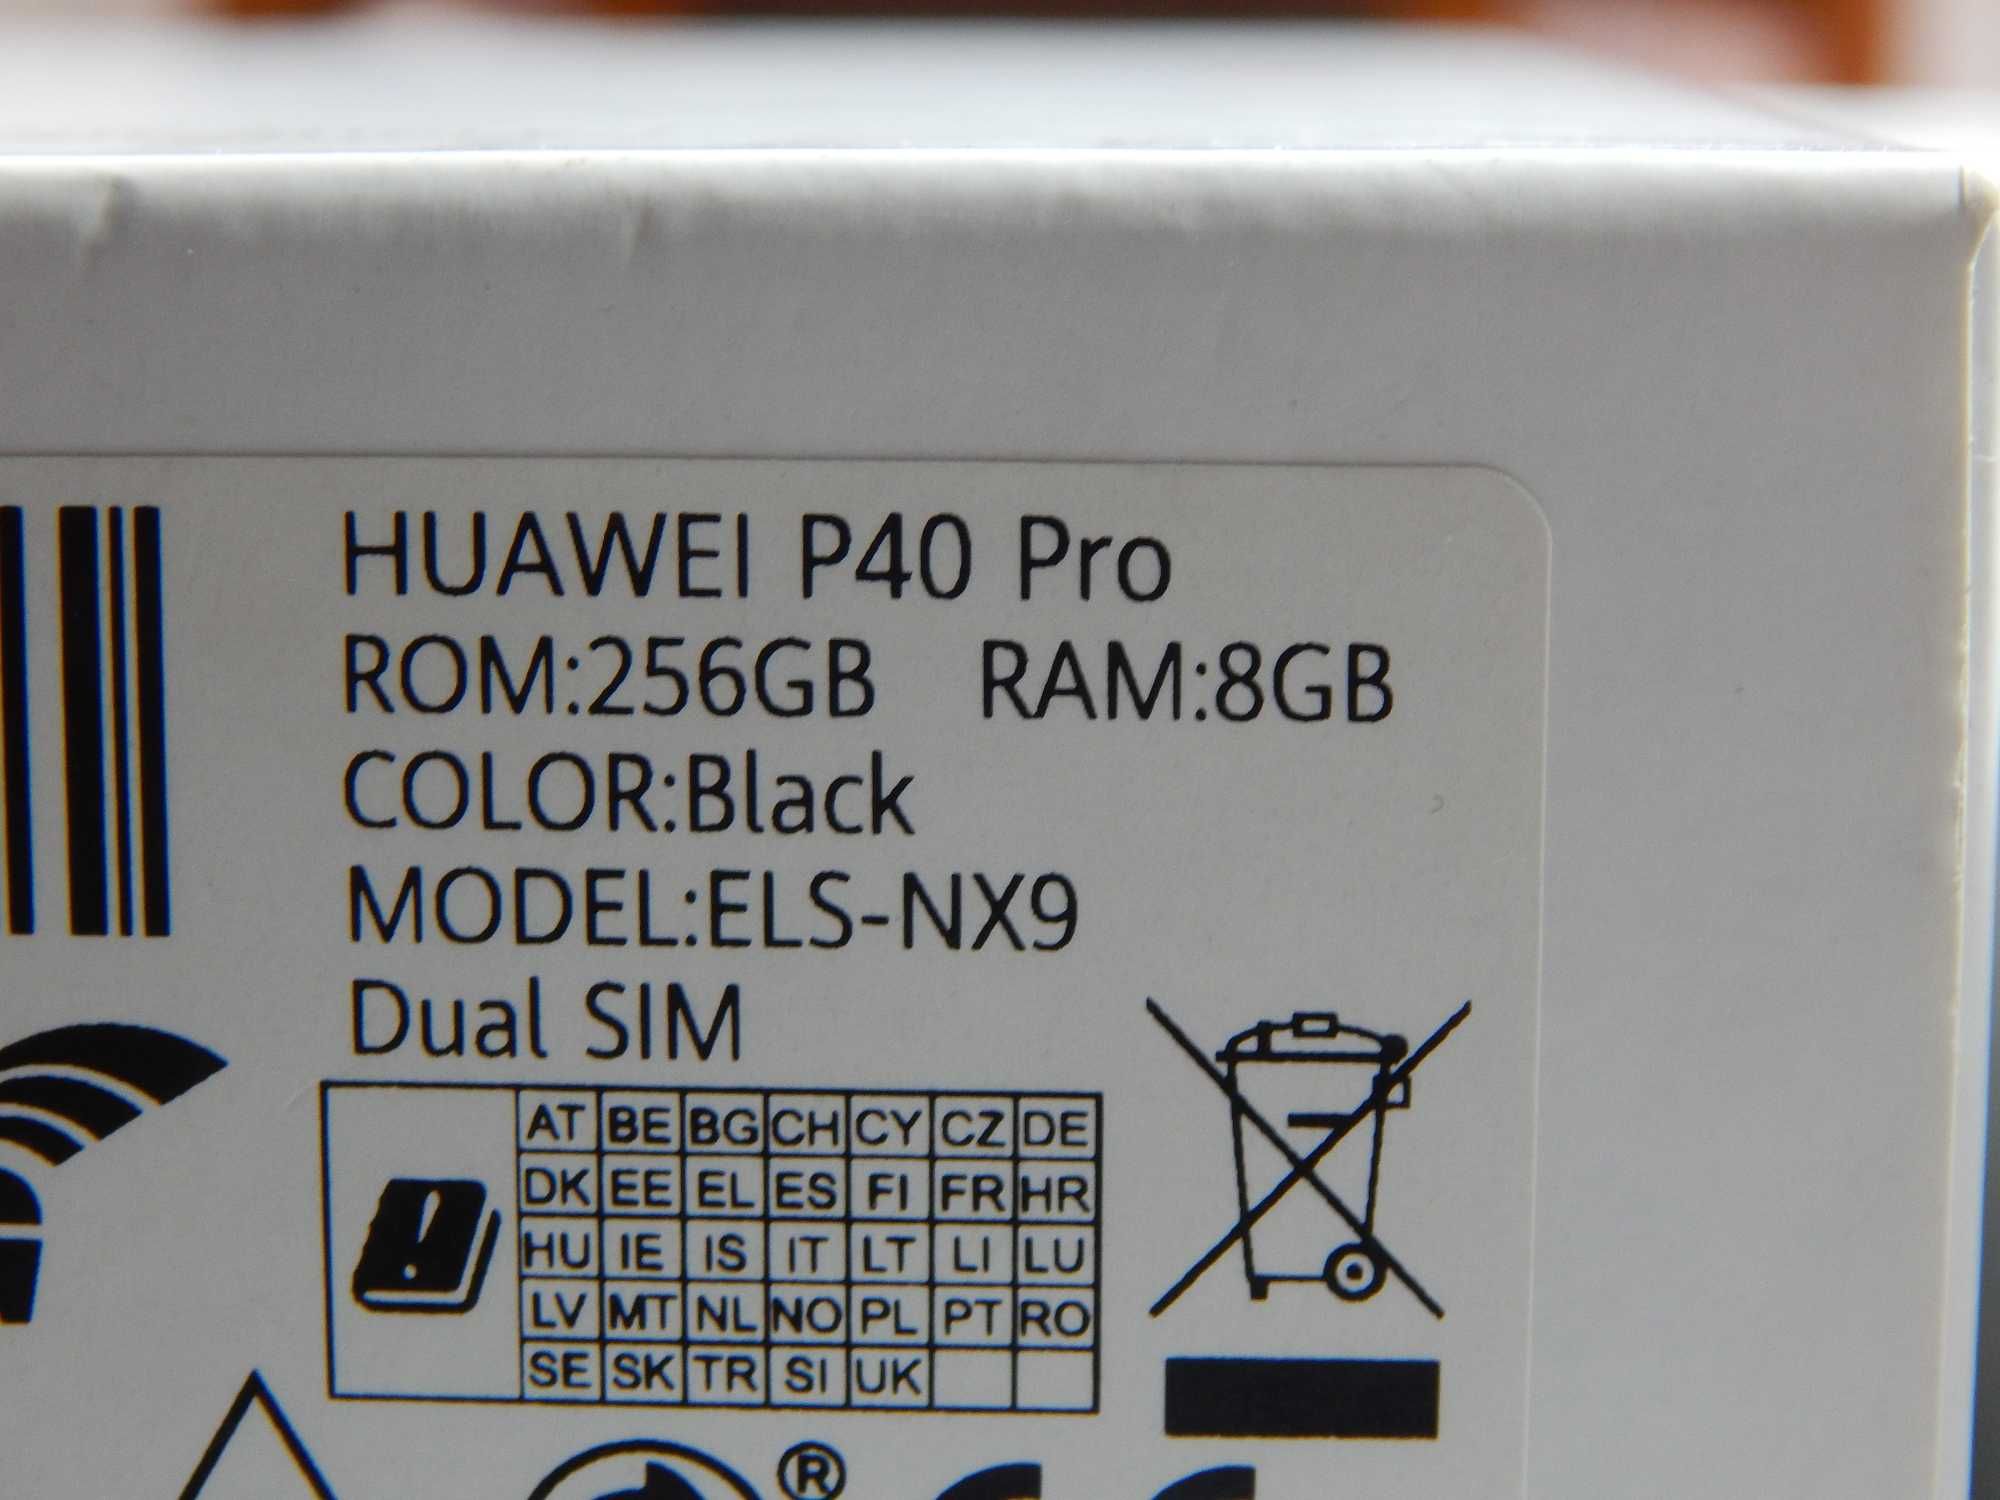 HUAWEI P40 Pro
ROM:256GB RAM:8GB
COLOR:Black
MODEL:ELS-NX9
Dual SIM
AT BE BG CH CY CZ DE
DK EE EL ES FI FR HR
HU IE IS IT LT LI LU
LV MT NL NO PL PT RO
SE SK TR SI UK
®
CE